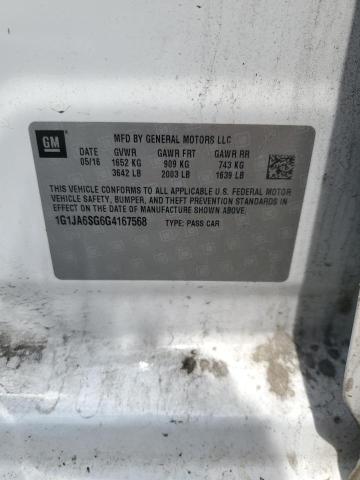 GM
MFD BY GENERAL MOTORS LLC
DATE GVWR GAWR FRT GAWR RR
05/16 1652 KG 909 KG 743 KG
3642 LB 2003 LB 1639 LB
THIS VEHICLE CONFORMS TO ALL APPLICABLE U.S. FEDERAL MOTOR
VEHICLE SAFETY, BUMPER, AND THEFT PREVENTION STANDARDS
IN EFFECT ON THE DATE OF MANUFACTURE SHOWN ABOVE.
1G1JA6SG6G4167568 TYPE: PASS CAR